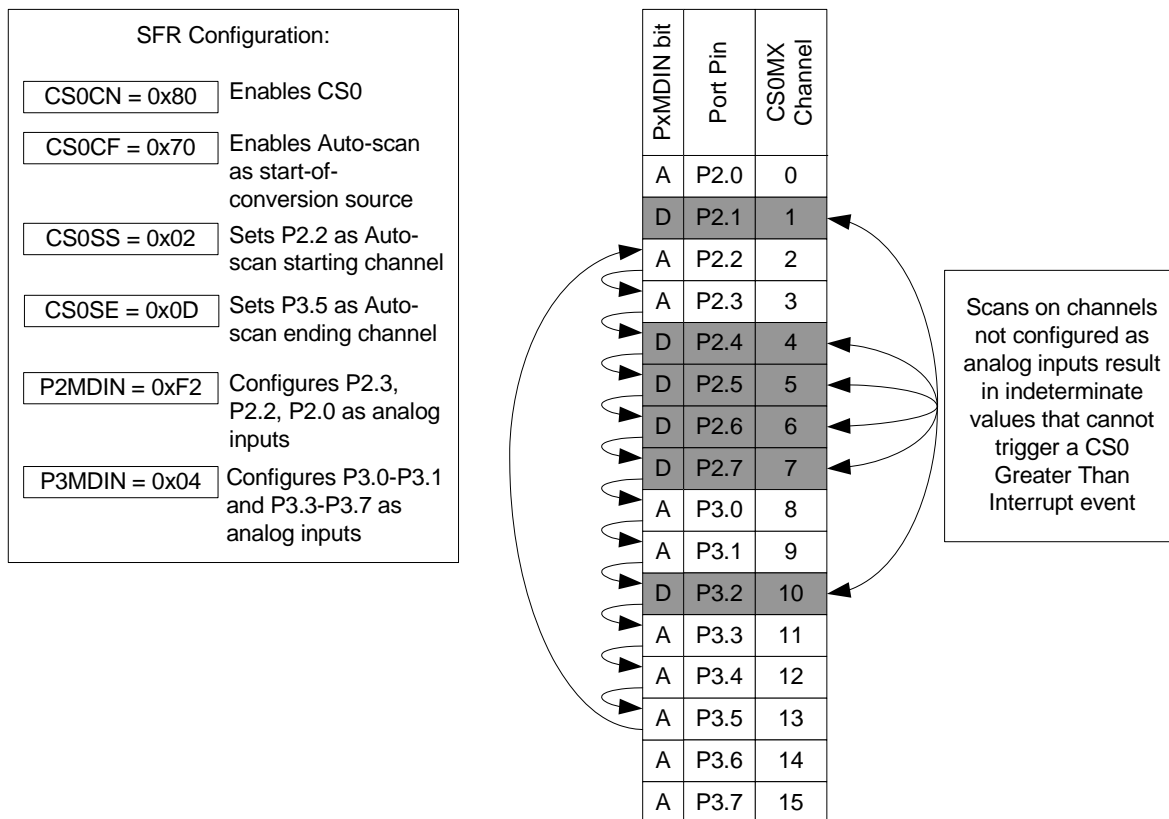 SFR Configuration:
CS0CN = 0x80
Enables CS0
CS0CF = 0x70
Enables Auto-scan
as start-of-
conversion source
CS0SS = 0x02
Sets P2.2 as Auto-
scan starting channel
CS0SE = 0x0D
Sets P3.5 as Auto-
scan ending channel
P2MDIN = 0xF2
Configures P2.3,
P2.2, P2.0 as analog
inputs
P3MDIN = 0x04
Configures P3.0-P3.1
and P3.3-P3.7 as
analog inputs
PxMDIN bit
Port Pin
CS0MX
Channel
A P2.0 0
D P2.1 1
A P2.2 2
A P2.3 3
D P2.4 4
D P2.5 5
D P2.6 6
D P2.7 7
A P3.0 8
A P3.1 9
D P3.2 10
A P3.3 11
A P3.4 12
A P3.5 13
A P3.6 14
A P3.7 15
Scans on channels
not configured as
analog inputs result
in indeterminate
values that cannot
trigger a CS0
Greater Than
Interrupt event